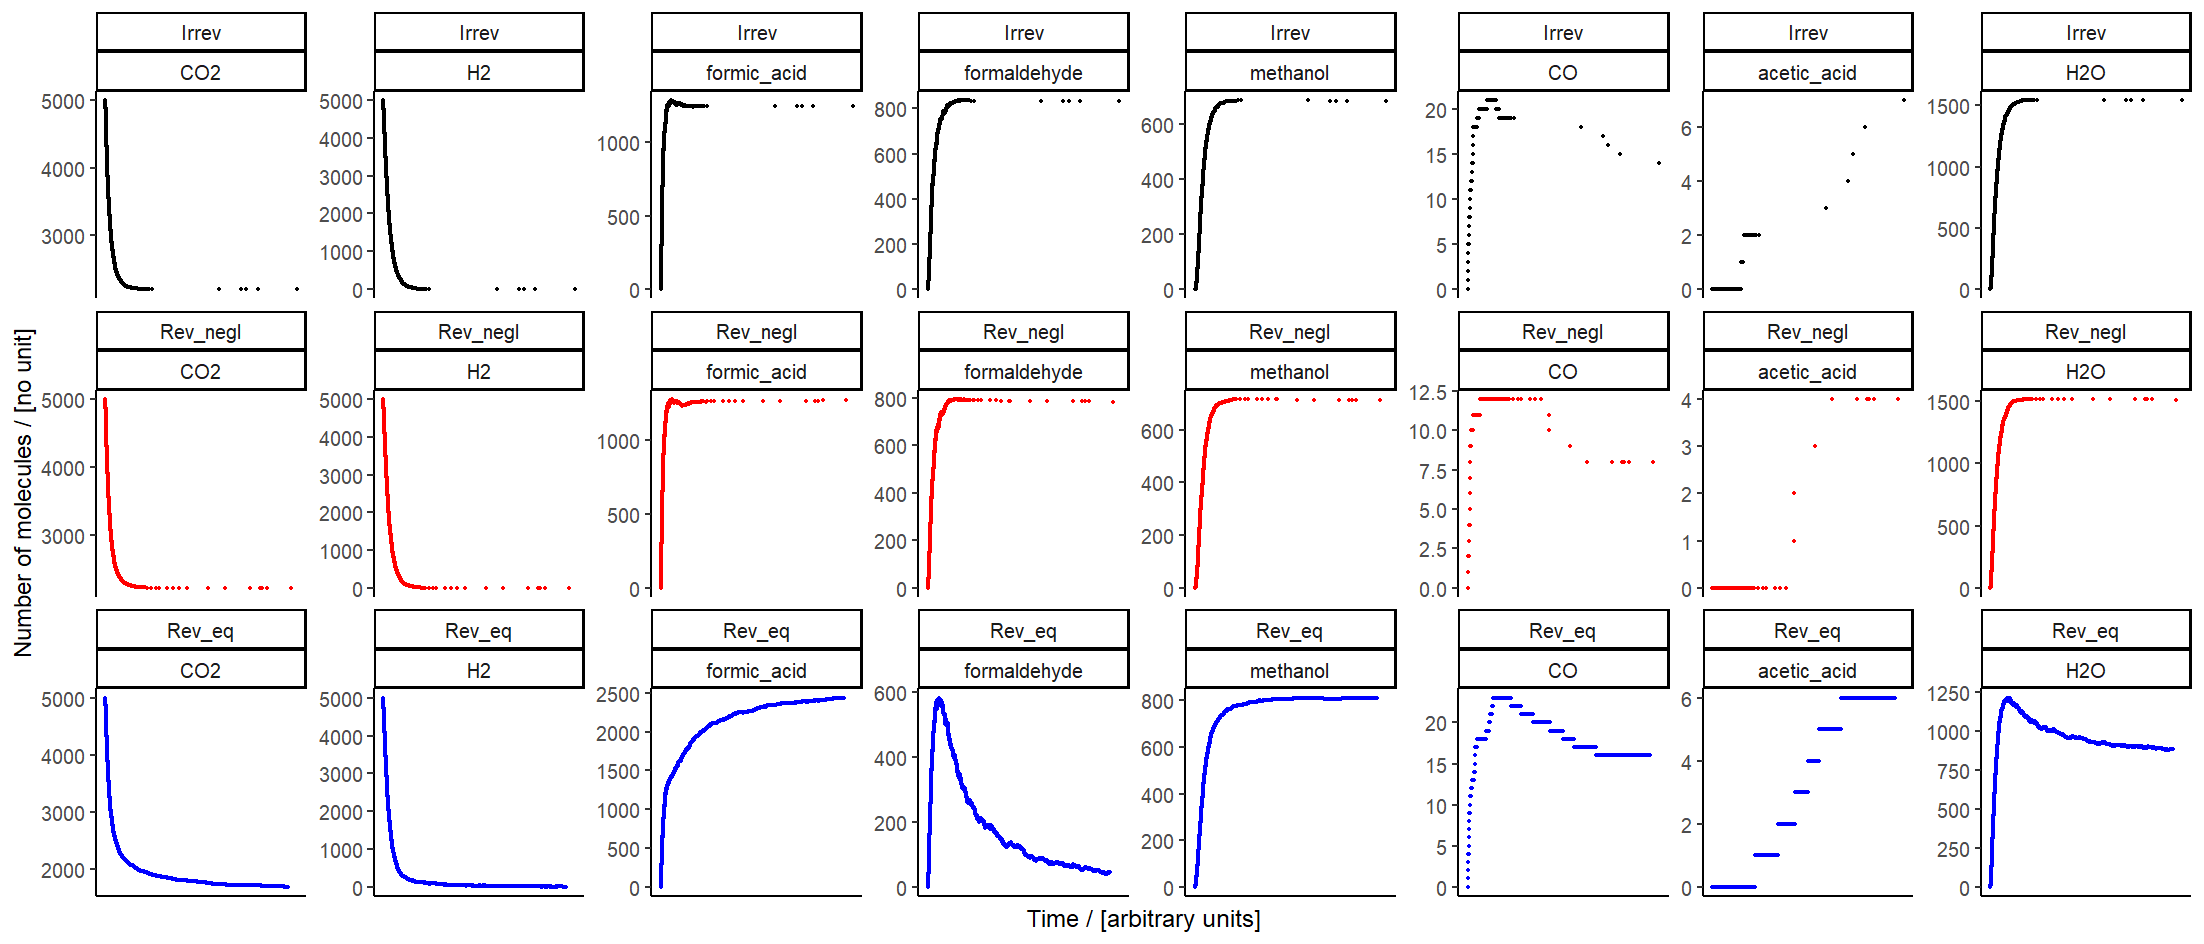 Irrev Irrev Irrev Irrev Irrev Irrev Irrev Irrev
CO2 H2 formic_acid formaldehyde methanol CO acetic_acid H2O
5000 4000 3000
5000 4000 3000 2000 1000 0
1000 500 0
800 600 400 200 0
600 400 200 0
20 15 10 5 0
6 4 2 0
1500 1000 500 0
Rev_negl Rev_negl Rev_negl Rev_negl Rev_negl Rev_negl Rev_negl Rev_negl
CO2 H2 formic_acid formaldehyde methanol CO acetic_acid H2O
5000 4000 3000
5000 4000 3000 2000 1000 0
1000 500 0
800 600 400 200 0
600 400 200 0
12.5 10.0 7.5 5.0 2.5 0.0
4 3 2 1 0
1500 1000 500 0
Rev_eq Rev_eq Rev_eq Rev_eq Rev_eq Rev_eq Rev_eq Rev_eq
CO2 H2 formic_acid formaldehyde methanol CO acetic_acid H2O
5000 4000 3000 2000
5000 4000 3000 2000 1000 0
2500 2000 1500 1000 500 0
600 400 200 0
800 600 400 200 0
20 15 10 5 0
6 4 2 0
1250 1000 750 500 250 0
Number of molecules / [no unit]
Time / [arbitrary units]